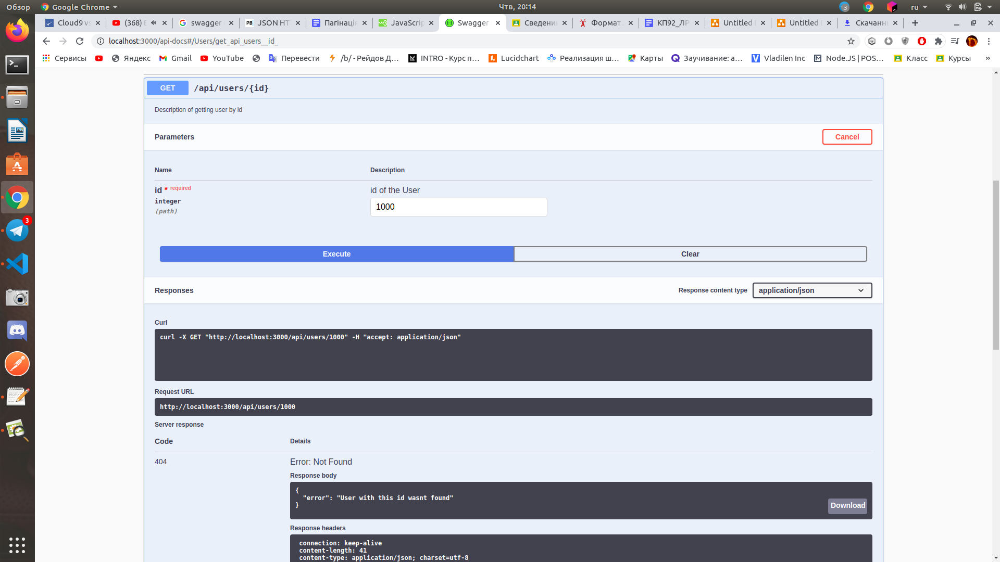 Обзор
Google Chrome
Чтв, 20:14
3
ru
Cloud9 vs
(368)
swagger
JSON HT
Пагінація
JavaScrip
Swagger
Сведения
Формат
КП92_ЛР
Untitled
Untitled
Скачанн
localhost:3000/api-docs#/Users/get_api_users__id_
Сервисы
Яндекс
Gmail
YouTube
Перевести
/b/ - Рейдов Д…
INTRO - Курс п…
Lucidchart
Реализация ш…
Карты
Заучивание: а…
Vladilen Inc
Node.JS | POS…
Класс
Курсы
»
3
GET /api/users/{id}
Description of getting user by id
Parameters
Cancel
Name Description
id * required
integer
(path)
id of the User
1000
Execute
Clear
Responses
Response content type
application/json
Curl
curl -X GET "http://localhost:3000/api/users/1000" -H "accept: application/json"
Request URL
http://localhost:3000/api/users/1000
Server response
Code Details
404
Error: Not Found
Response body
{
"error": "User with this id wasnt found"
}
Download
Response headers
connection: keep-alive
content-length: 41
content-type: application/json; charset=utf-8